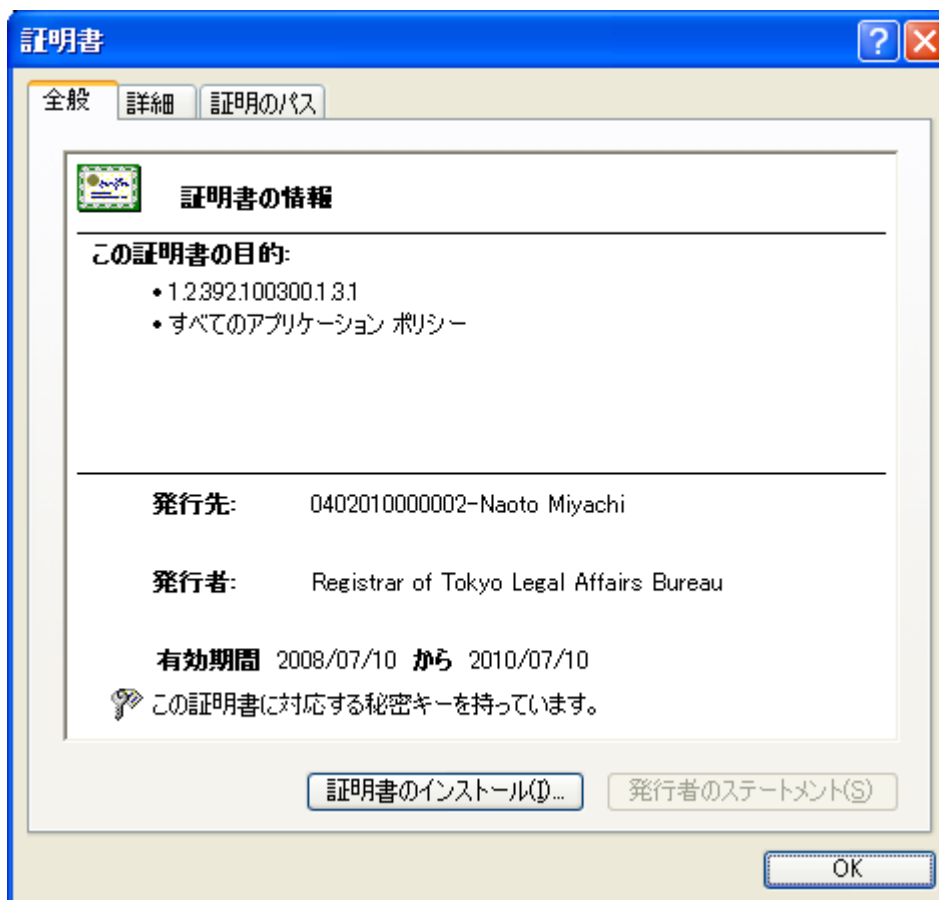 証明書
全般 詳細 証明のパス
証明書の情報
この証明書の目的:
• 1.2.392.100300.1.3.1
• すべてのアプリケーション ポリシー
発行先: 0402010000002-Naoto Miyachi
発行者: Registrar of Tokyo Legal Affairs Bureau
有効期間 2008/07/10 から 2010/07/10
この証明書に対応する秘密キーを持っています。
証明書のインストール(I)... 発行者のステートメント(S)
OK